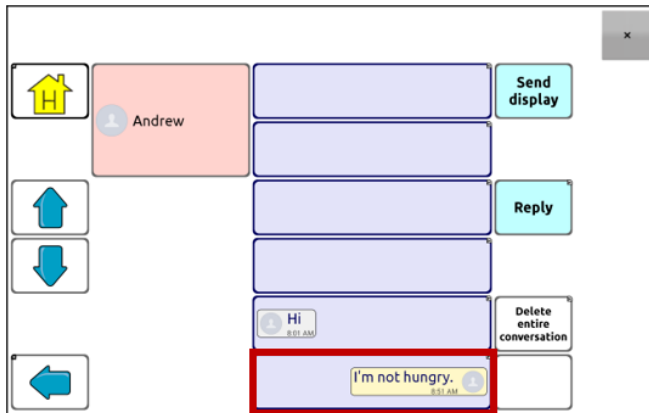 ×
H
Send
display
Andrew
Reply
Hi
8:01 AM
Delete
entire
conversation
I'm not hungry.
8:51 AM